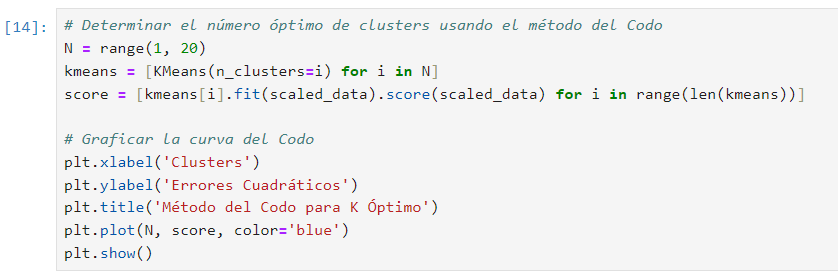 [14]: # Determinar el número óptimo de clusters usando el método del Codo
N = range(1, 20)
kmeans = [KMeans(n_clusters=i) for i in N]
score = [kmeans[i].fit(scaled_data).score(scaled_data) for i in range(len(kmeans))]
# Graficar la curva del Codo
plt.xlabel('Clusters')
plt.ylabel('Errores Cuadráticos')
plt.title('Método del Codo para K Óptimo')
plt.plot(N, score, color='blue')
plt.show()